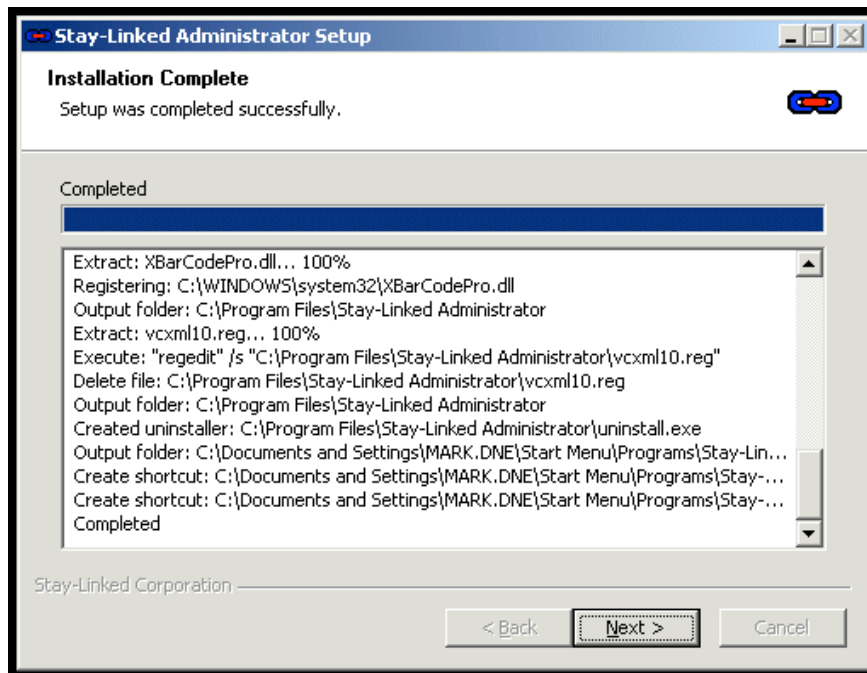 Stay-Linked Administrator Setup
Installation Complete
Setup was completed successfully.
Completed
Extract: XBarCodePro.dll... 100%
Registering: C:\WINDOWS\system32\XBarCodePro.dll
Output folder: C:\Program Files\Stay-Linked Administrator
Extract: vcxml10.reg... 100%
Execute: "regedit" /s "C:\Program Files\Stay-Linked Administrator\vcxml10.reg"
Delete file: C:\Program Files\Stay-Linked Administrator\vcxml10.reg
Output folder: C:\Program Files\Stay-Linked Administrator
Created uninstaller: C:\Program Files\Stay-Linked Administrator\uninstall.exe
Output folder: C:\Documents and Settings\MARK.DNE\Start Menu\Programs\Stay-Lin...
Create shortcut: C:\Documents and Settings\MARK.DNE\Start Menu\Programs\Stay-...
Create shortcut: C:\Documents and Settings\MARK.DNE\Start Menu\Programs\Stay-...
Completed
Stay-Linked Corporation
< Back Next > Cancel